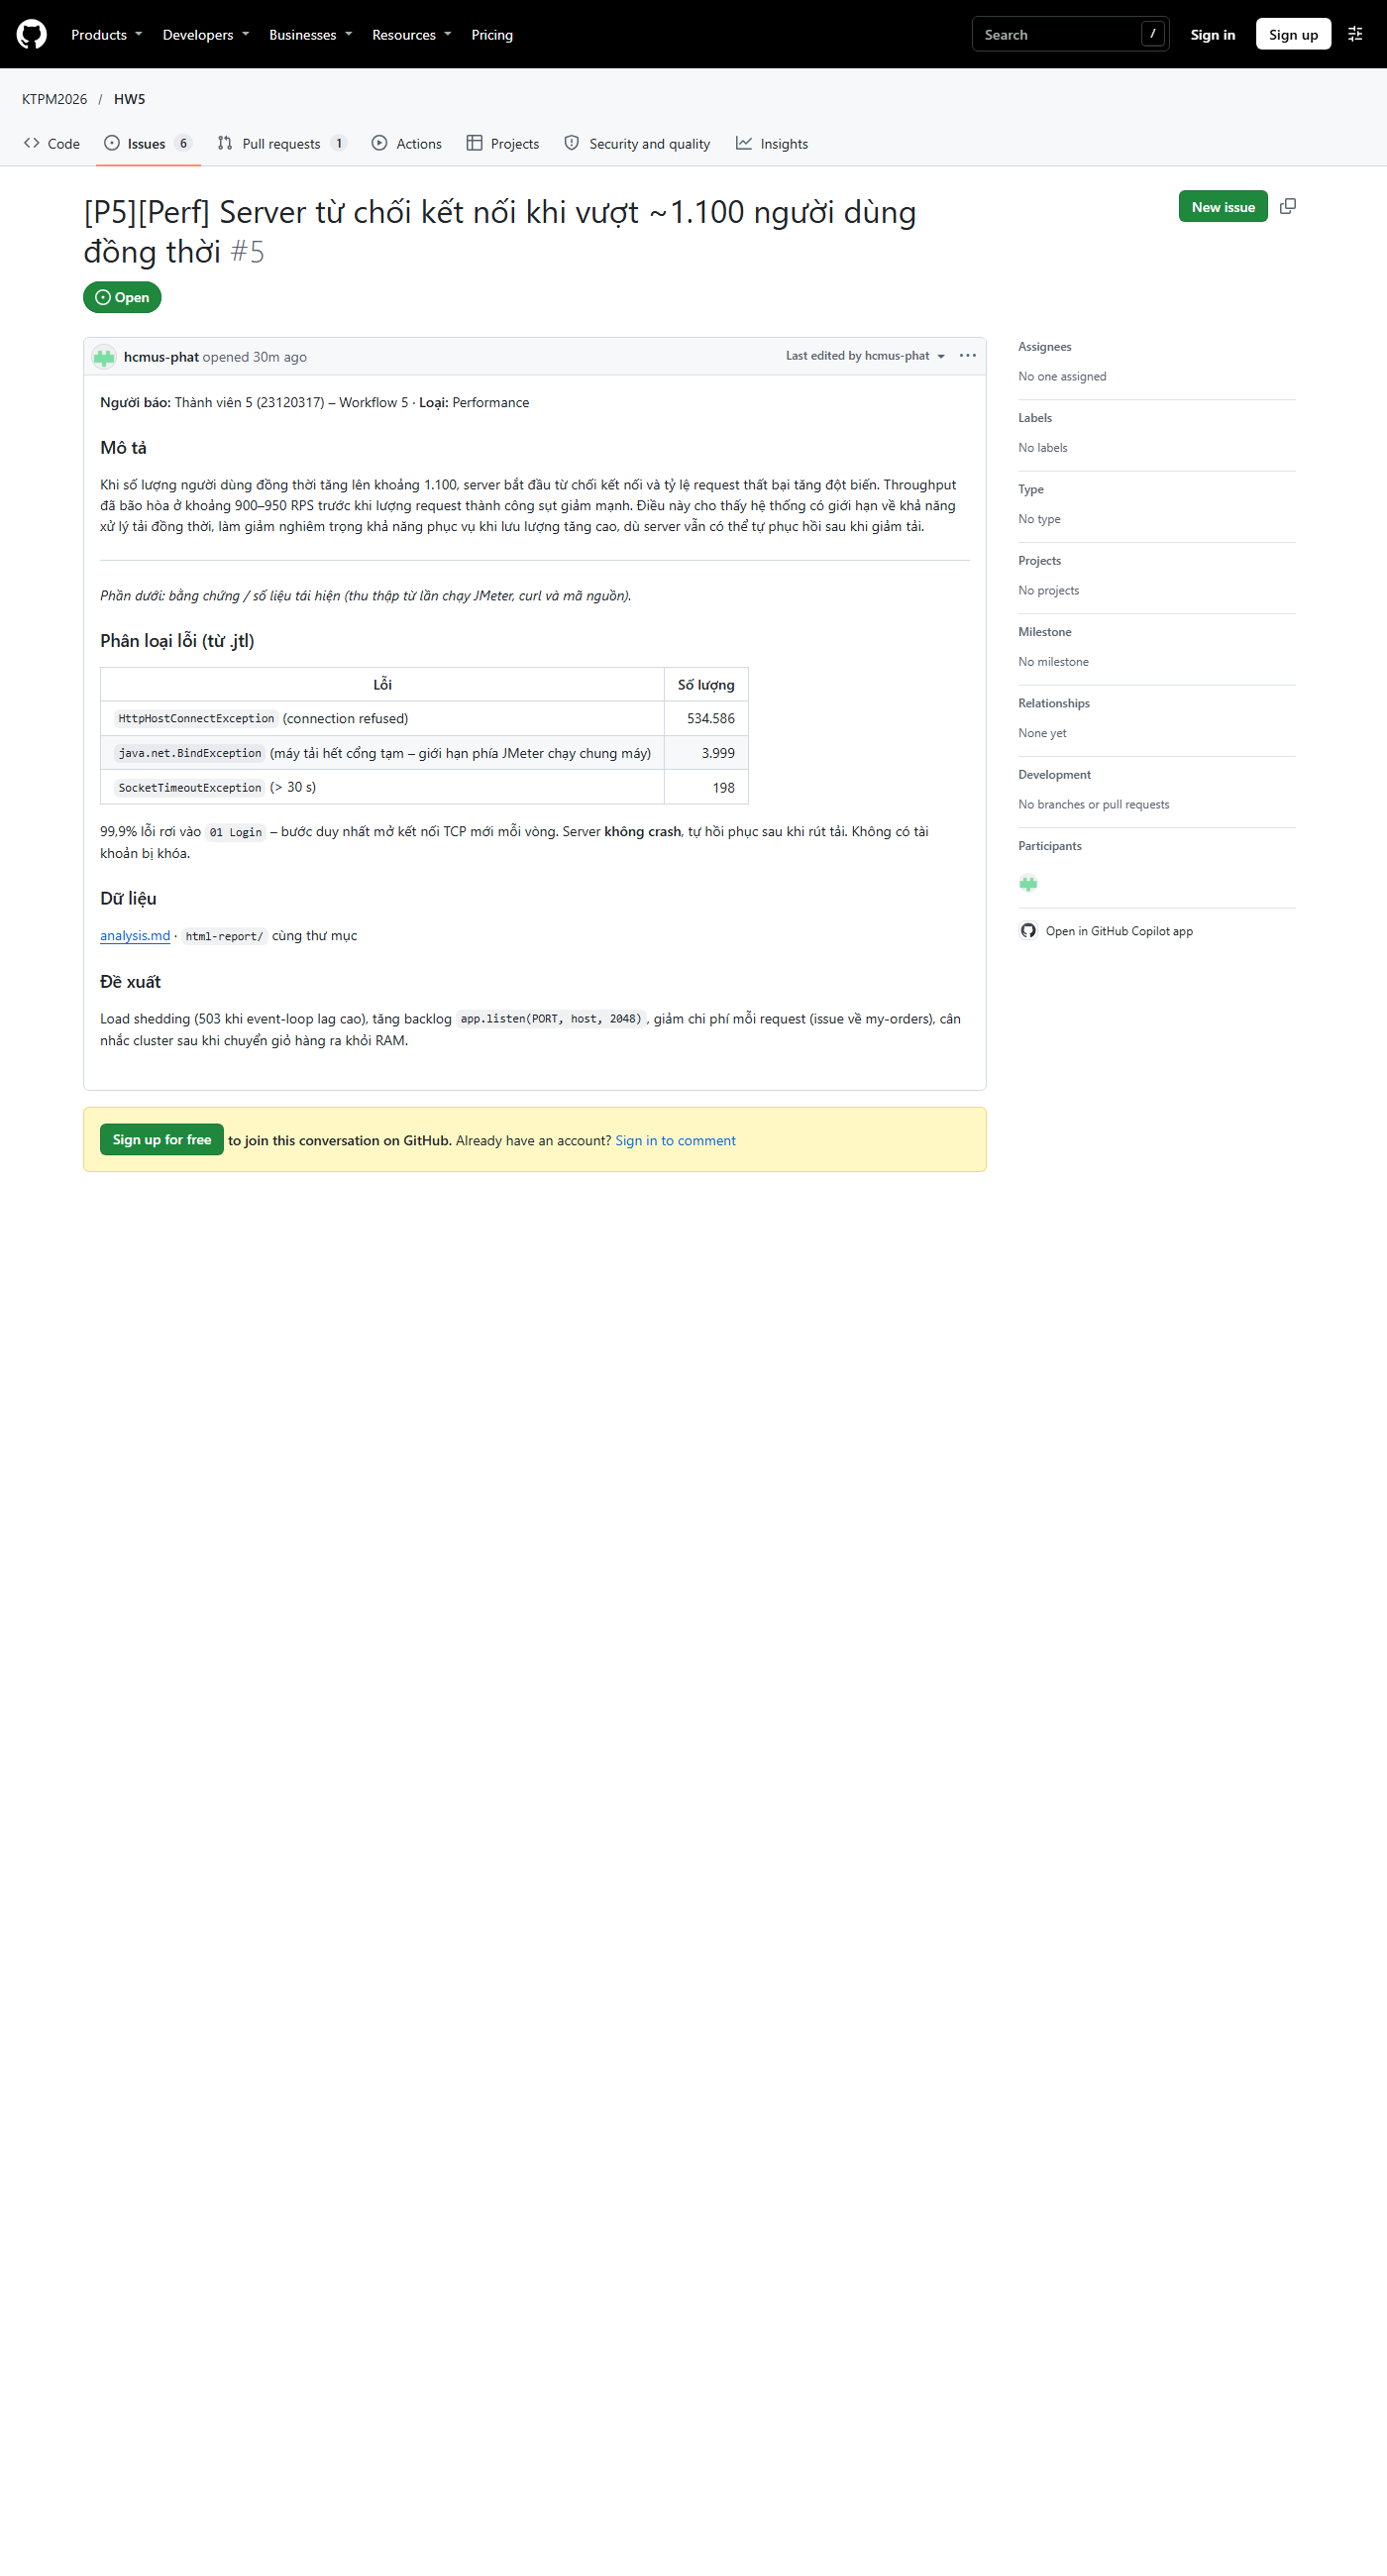 Products
Developers
Businesses
Resources
Pricing
Search
/
Sign in
Sign up
KTPM2026 / HW5
Code
Issues 6
Pull requests 1
Actions
Projects
Security and quality
Insights
[P5][Perf] Server từ chối kết nối khi vượt ~1.100 người dùng
đồng thời #5
New issue
Open
hcmus-phat opened 30m ago
Last edited by hcmus-phat
Người báo: Thành viên 5 (23120317) – Workflow 5 · Loại: Performance
Mô tả
Khi số lượng người dùng đồng thời tăng lên khoảng 1.100, server bắt đầu từ chối kết nối và tỷ lệ request thất bại tăng đột biến. Throughput
đã bão hòa ở khoảng 900–950 RPS trước khi lượng request thành công sụt giảm mạnh. Điều này cho thấy hệ thống có giới hạn về khả năng
xử lý tải đồng thời, làm giảm nghiêm trọng khả năng phục vụ khi lưu lượng tăng cao, dù server vẫn có thể tự phục hồi sau khi giảm tải.
Phần dưới: bằng chứng / số liệu tái hiện (thu thập từ lần chạy JMeter, curl và mã nguồn).
Phân loại lỗi (từ .jtl)
Lỗi Số lượng
HttpHostConnectException (connection refused) 534.586
java.net.BindException (máy tải hết cổng tạm – giới hạn phía JMeter chạy chung máy) 3.999
SocketTimeoutException (> 30 s) 198
99,9% lỗi rơi vào 01 Login – bước duy nhất mở kết nối TCP mới mỗi vòng. Server không crash, tự hồi phục sau khi rút tải. Không có tài
khoản bị khóa.
Dữ liệu
analysis.md · html-report/ cùng thư mục
Đề xuất
Load shedding (503 khi event-loop lag cao), tăng backlog app.listen(PORT, host, 2048) , giảm chi phí mỗi request (issue về my-orders), cân
nhắc cluster sau khi chuyển giỏ hàng ra khỏi RAM.
Sign up for free to join this conversation on GitHub. Already have an account? Sign in to comment
Assignees
No one assigned
Labels
No labels
Type
No type
Projects
No projects
Milestone
No milestone
Relationships
None yet
Development
No branches or pull requests
Participants
Open in GitHub Copilot app